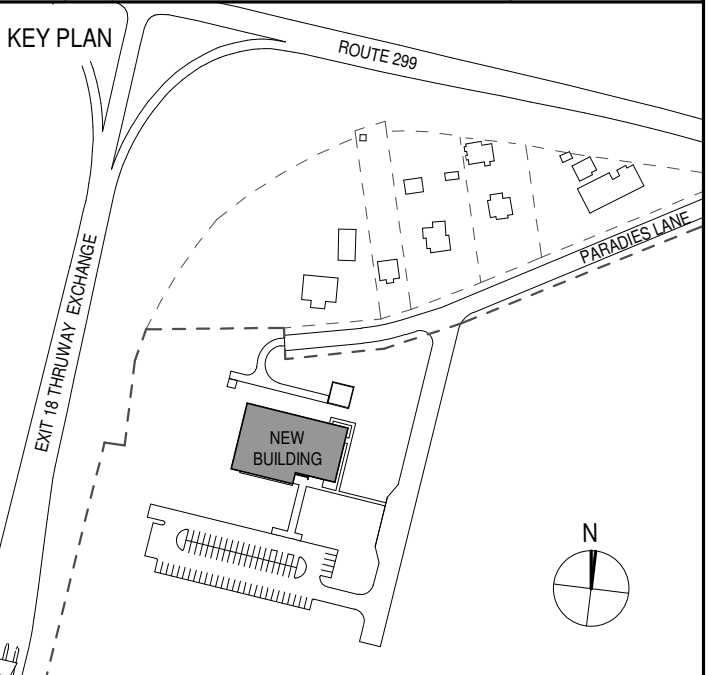 KEY PLAN
ROUTE 299
PARADIES LANE
EXIT 18 THRUWAY EXCHANGE
NEW
BUILDING
N